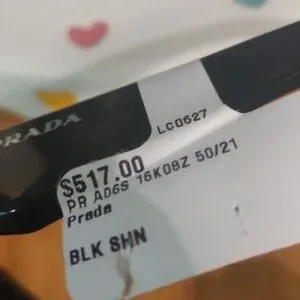 PRADA
LC0627
$517.00
PR A06S 16K08Z 50/21
Prada
BLK SHN